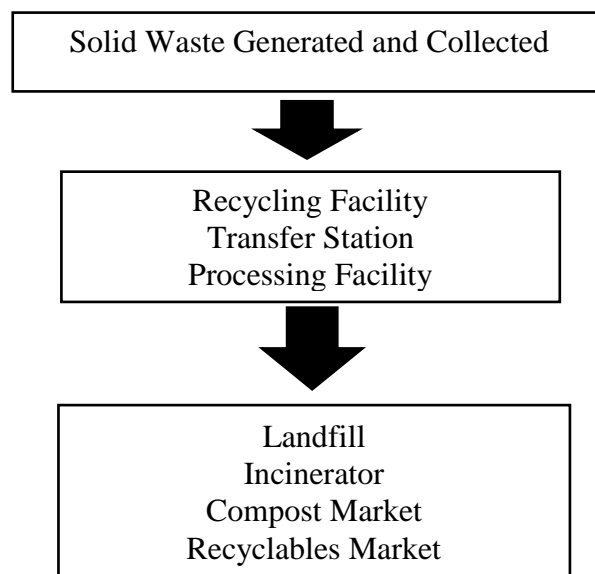 Solid Waste Generated and Collected
Recycling Facility
Transfer Station
Processing Facility
Landfill
Incinerator
Compost Market
Recyclables Market